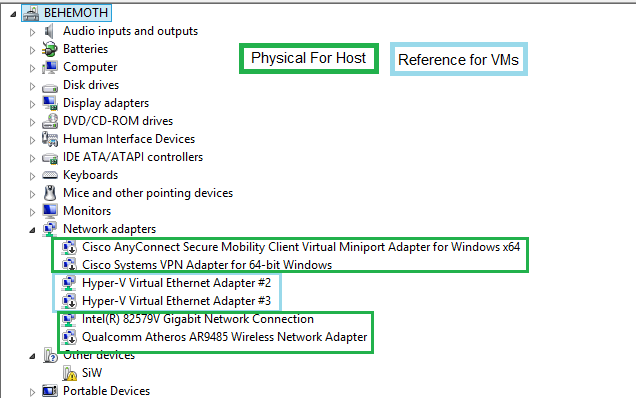 BEHEMOTH
Audio inputs and outputs
Batteries
Physical For Host
Reference for VMs
Computer
Disk drives
Display adapters
DVD/CD-ROM drives
Human Interface Devices
IDE ATA/ATAPI controllers
Keyboards
Mice and other pointing devices
Monitors
Network adapters
Cisco AnyConnect Secure Mobility Client Virtual Miniport Adapter for Windows x64
Cisco Systems VPN Adapter for 64-bit Windows
Hyper-V Virtual Ethernet Adapter #2
Hyper-V Virtual Ethernet Adapter #3
Intel(R) 82579V Gigabit Network Connection
Qualcomm Atheros AR9485 Wireless Network Adapter
Other devices
SiW
Portable Devices